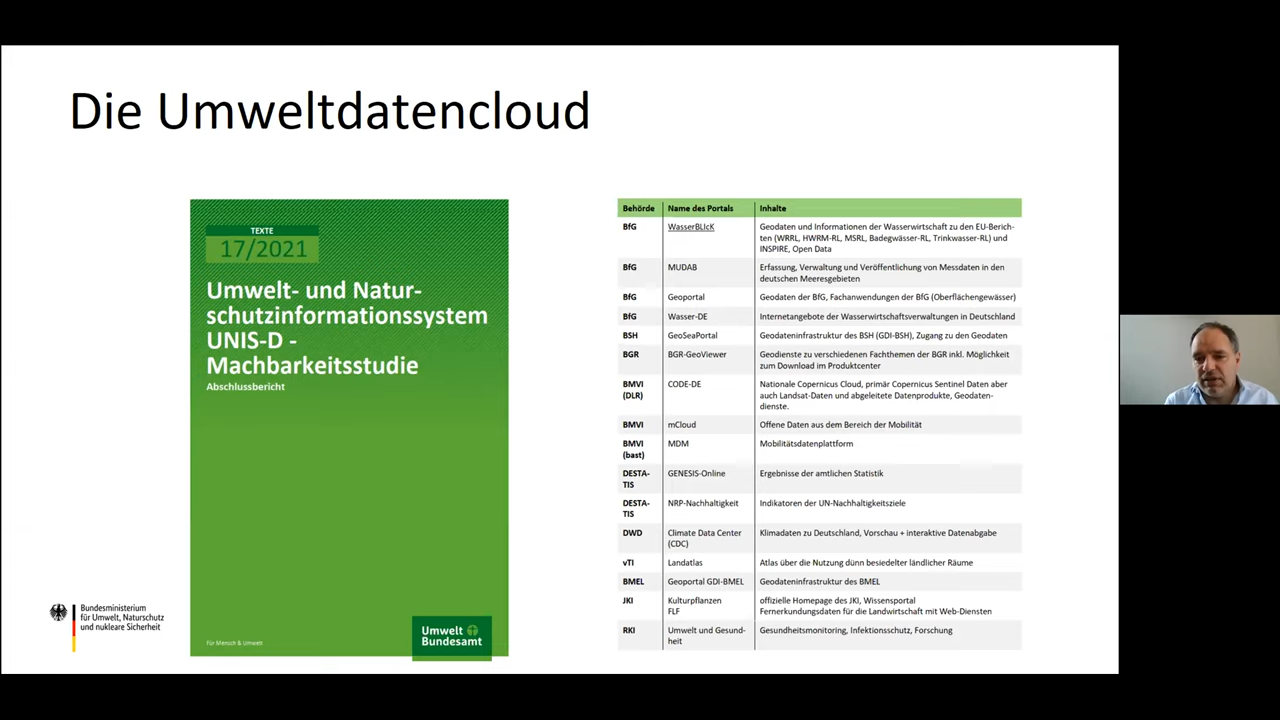 Die Umweltdatencloud
TEXTE
17/2021
Umwelt- und Natur-
schutzinformationssystem
UNIS-D -
Machbarkeitsstudie
Abschlussbericht
Für Mensch & Umwelt
Umwelt
Bundesamt
Bundesministerium
für Umwelt, Naturschutz
und nukleare Sicherheit
Behörde Name des Portals Inhalte
BfG WasserBLIcK Geodaten und Informationen der Wasserwirtschaft zu den EU-Berich-
ten (WRRL, HWRM-RL, MSRL, Badegwässer-RL, Trinkwasser-RL) und
INSPIRE, Open Data
BfG MUDAB Erfassung, Verwaltung und Veröffentlichung von Messdaten in den
deutschen Meeresgebieten
BfG Geoportal Geodaten der BfG, Fachanwendungen der BfG (Oberflächengewässer)
BfG Wasser-DE Internetangebote der Wasserwirtschaftsverwaltungen in Deutschland
BSH GeoSeaPortal Geodateninfrastruktur des BSH (GDI-BSH), Zugang zu den Geodaten
BGR BGR-GeoViewer Geodienste zu verschiedenen Fachthemen der BGR inkl. Möglichkeit
zum Download im Produktcenter
BMVI CODE-DE Nationale Copernicus Cloud, primär Copernicus Sentinel Daten aber
(DLR) auch Landsat-Daten und abgeleitete Datenprodukte, Geodaten-
dienste.
BMVI mCloud Offene Daten aus dem Bereich der Mobilität
BMVI MDM Mobilitätsdatenplattform
(bast)
DESTA- GENESIS-Online Ergebnisse der amtlichen Statistik
TIS
DESTA- NRP-Nachhaltigkeit Indikatoren der UN-Nachhaltigkeitsziele
TIS
DWD Climate Data Center Klimadaten zu Deutschland, Vorschau + interaktive Datenabgabe
(CDC)
vTI Landatlas Atlas über die Nutzung dünn besiedelter ländlicher Räume
BMEL Geoportal GDI-BMEL Geodateninfrastruktur des BMEL
JKI Kulturpflanzen offizielle Homepage des JKI, Wissensportal
FLF Fernerkundungsdaten für die Landwirtschaft mit Web-Diensten
RKI Umwelt und Gesund- Gesundheitsmonitoring, Infektionsschutz, Forschung
heit